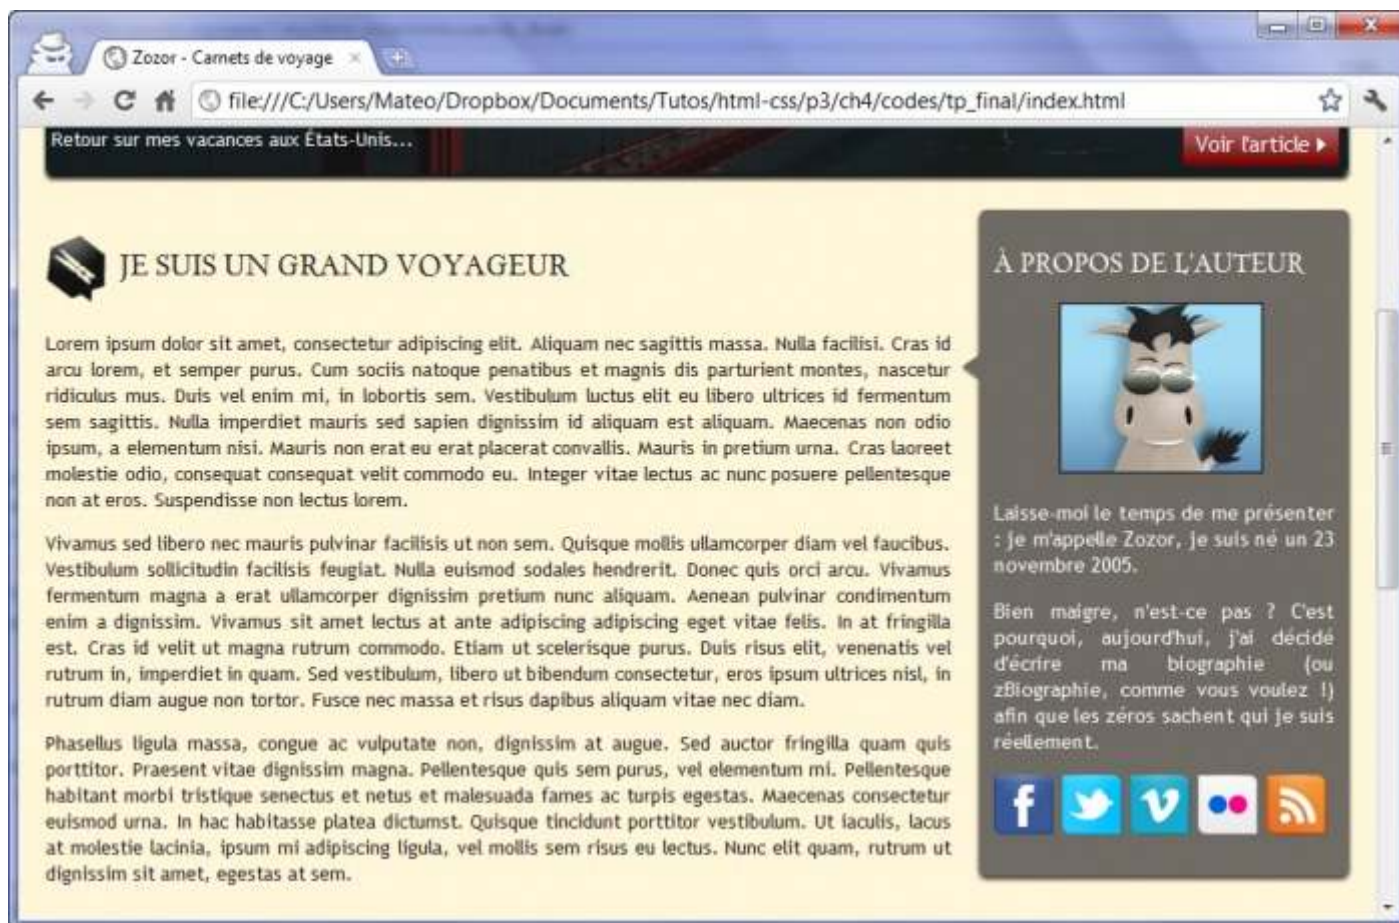 Zozor - Carnets de voyage
file:///C:/Users/Mateo/Dropbox/Documents/Tutos/html-css/p3/ch4/codes/tp_final/index.html
Retour sur mes vacances aux États-Unis...
Voir l'article
JE SUIS UN GRAND VOYAGEUR
Lorem ipsum dolor sit amet, consectetur adipiscing elit. Aliquam nec sagittis massa. Nulla facilisi. Cras id
arcu lorem, et semper purus. Cum sociis natoque penatibus et magnis dis parturient montes, nascetur
ridiculus mus. Duis vel enim mi, in lobortis sem. Vestibulum luctus elit eu libero ultrices id fermentum
sem sagittis. Nulla imperdiet mauris sed sapien dignissim id aliquam est aliquam. Maecenas non odio
ipsum, a elementum nisi. Mauris non erat eu erat placerat convallis. Mauris in pretium urna. Cras laoreet
molestie odio, consequat consequat velit commodo eu. Integer vitae lectus ac nunc posuere pellentesque
non at eros. Suspendisse non lectus lorem.
Vivamus sed libero nec mauris pulvinar facilisis ut non sem. Quisque mollis ullamcorper diam vel faucibus.
Vestibulum sollicitudin facilisis feugiat. Nulla euismod sodales hendrerit. Donec quis orci arcu. Vivamus
fermentum magna a erat ullamcorper dignissim pretium nunc aliquam. Aenean pulvinar condimentum
enim a dignissim. Vivamus sit amet lectus at ante adipiscing adipiscing eget vitae felis. In at fringilla
est. Cras id velit ut magna rutrum commodo. Etiam ut scelerisque purus. Duis risus elit, venenatis vel
rutrum in, imperdiet in quam. Sed vestibulum, libero ut bibendum consectetur, eros ipsum ultrices nisl, in
rutrum diam augue non tortor. Fusce nec massa et risus dapibus aliquam vitae nec diam.
Phasellus ligula massa, congue ac vulputate non, dignissim at augue. Sed auctor fringilla quam quis
porttitor. Praesent vitae dignissim magna. Pellentesque quis sem purus, vel elementum mi. Pellentesque
habitant morbi tristique senectus et netus et malesuada fames ac turpis egestas. Maecenas consectetur
euismod urna. In hac habitasse platea dictumst. Quisque tincidunt porttitor vestibulum. Ut iaculis, lacus
at molestie lacinia, ipsum mi adipiscing ligula, vel mollis sem risus eu lectus. Nunc elit quam, rutrum ut
dignissim sit amet, egestas at sem.
À PROPOS DE L'AUTEUR
Laisse-moi le temps de me présenter
: je m'appelle Zozor, je suis né un 23
novembre 2005.
Bien maigre, n'est-ce pas ? C'est
pourquoi, aujourd'hui, j'ai décidé
d'écrire ma biographie (ou
zBiographie, comme vous voulez !)
afin que les zéros sachent qui je suis
réellement.